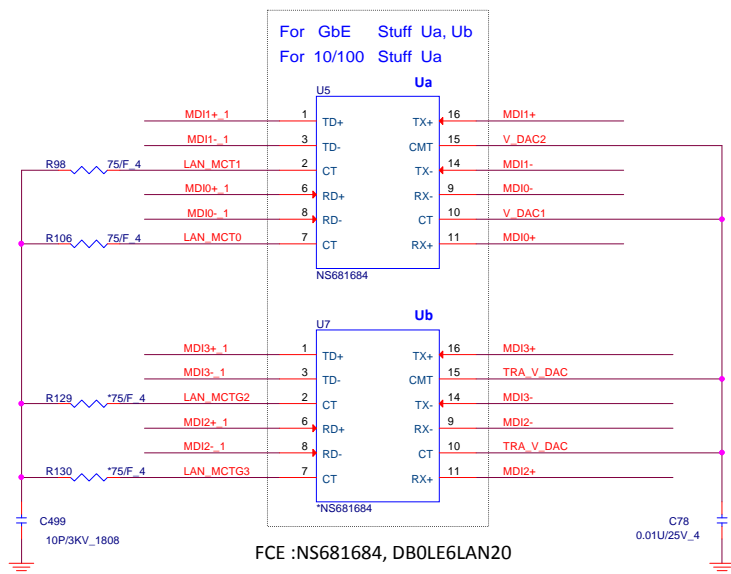 For GbE Stuff Ua, Ub
For 10/100 Stuff Ua
Ua
U5
MDI1+_1 1 TD+ TX+ 16 MDI1+
MDI1-_1 3 TD- CMT 15 V_DAC2
R98 75/F_4 LAN_MCT1 2 CT TX- 14 MDI1-
MDI0+_1 6 RD+ RX- 9 MDI0-
MDI0-_1 8 RD- CT 10 V_DAC1
R106 75/F_4 LAN_MCT0 7 CT RX+ 11 MDI0+
NS681684
Ub
U7
MDI3+_1 1 TD+ TX+ 16 MDI3+
MDI3-_1 3 TD- CMT 15 TRA_V_DAC
R129 *75/F_4 LAN_MCTG2 2 CT TX- 14 MDI3-
MDI2+_1 6 RD+ RX- 9 MDI2-
MDI2-_1 8 RD- CT 10 TRA_V_DAC
R130 *75/F_4 LAN_MCTG3 7 CT RX+ 11 MDI2+
*NS681684
C499
10P/3KV_1808
C78
0.01U/25V_4
FCE :NS681684, DB0LE6LAN20